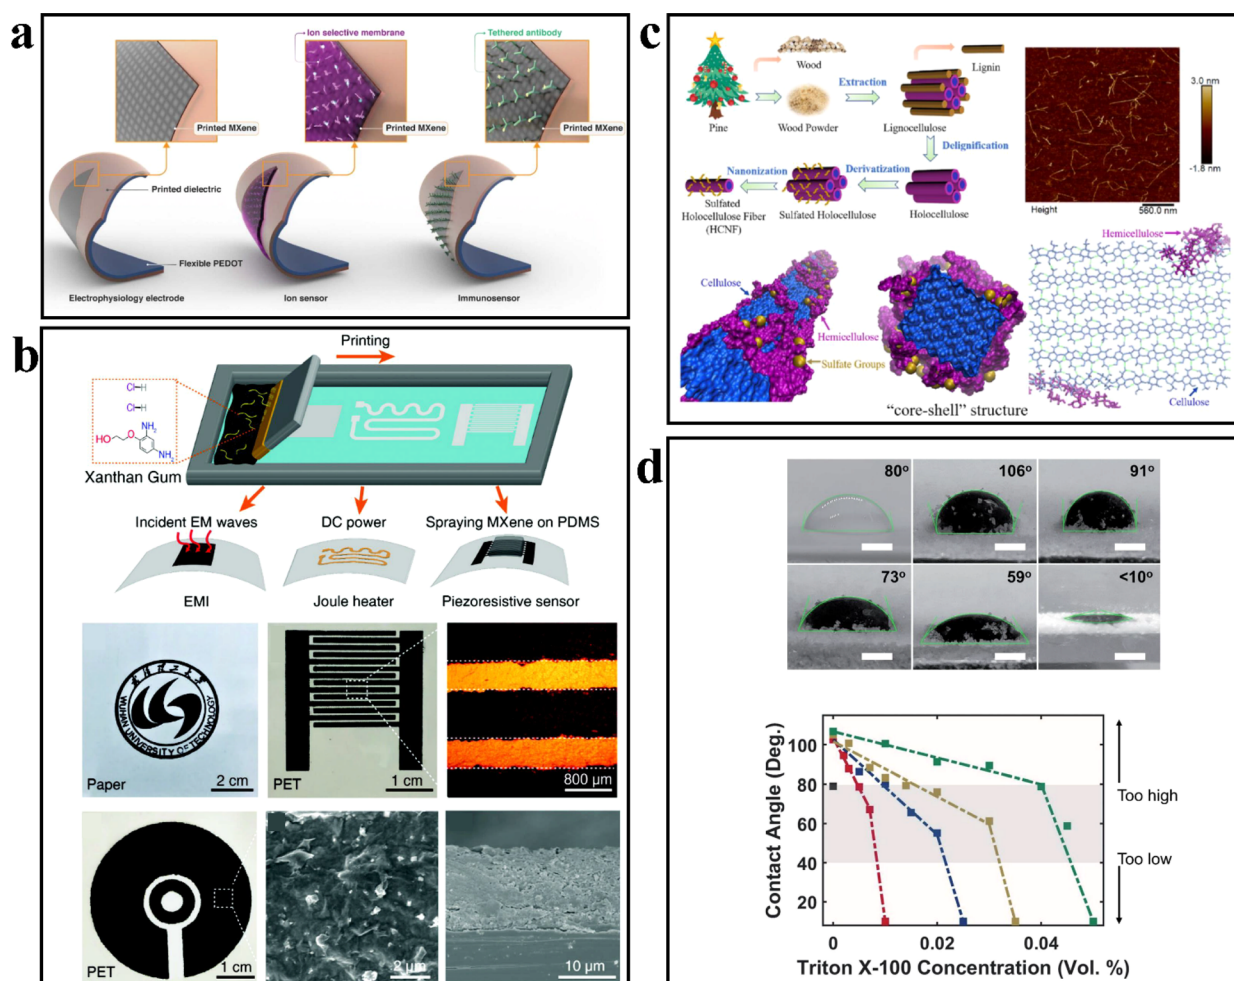 a
Ion selective membrane
Tethered antibody
Printed MXene
Printed MXene
Printed MXene
Printed dielectric
Flexible PEDOT
Electrophysiology electrode
Ion sensor
Immunosensor
b
Printing
Cl H
Cl H
HO
O
NH2
NH2
Xanthan Gum
Incident EM waves
DC power
Spraying MXene on PDMS
EMI
Joule heater
Piezoresistive sensor
WUHAN UNIVERSITY OF TECHNOLOGY
Paper
2 cm
PET
1 cm
800 µm
PET
1 cm
2 µm
10 µm
c
Wood
Lignin
Extraction
Pine
Wood Powder
Lignocellulose
Delignification
Nanonization
Derivatization
Sulfated
Holocellulose Fiber
(HCNF)
Sulfated Holocellulose
Holocellulose
3.0 nm
-1.8 nm
Height
560.0 nm
Cellulose
Hemicellulose
Sulfate Groups
Hemicellulose
Cellulose
“core-shell” structure
d
80°
106°
91°
73°
59°
<10°
Contact Angle (Deg.)
100
80
60
40
20
0
0.02
0.04
Triton X-100 Concentration (Vol. %)
Too high
Too low